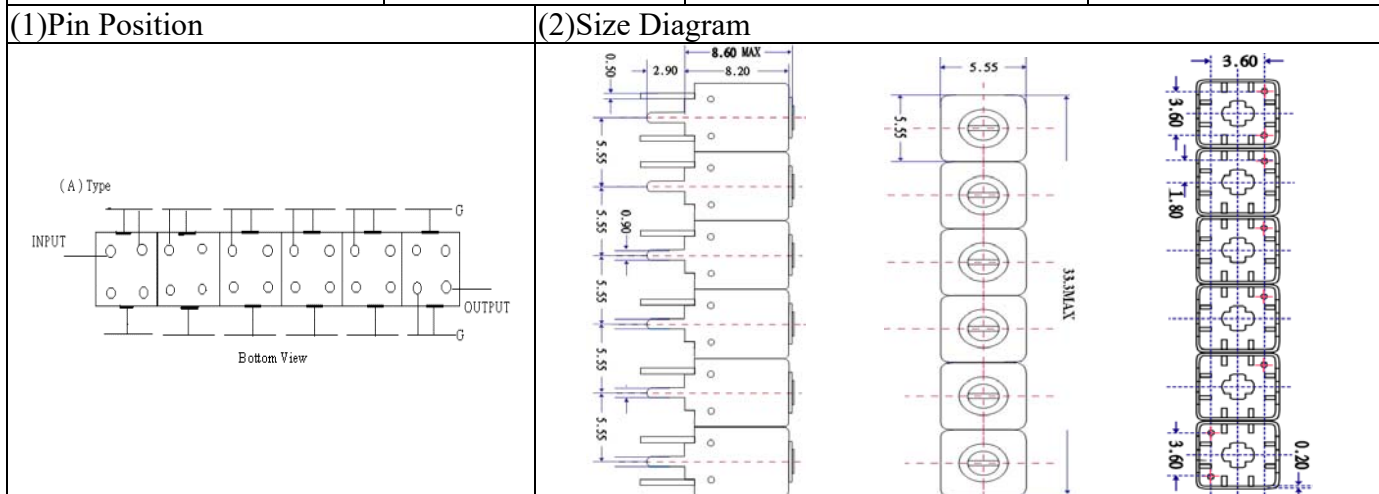 (1)Pin Position
(2)Size Diagram
(A)Type
G
INPUT
OUTPUT
G
Bottom View
8.60 MAX
0.50
2.90
8.20
5.55
5.55
0.90
5.55
5.55
5.55
5.55
5.55
33.3MAX
3.60
3.60
1.80
3.60
0.20